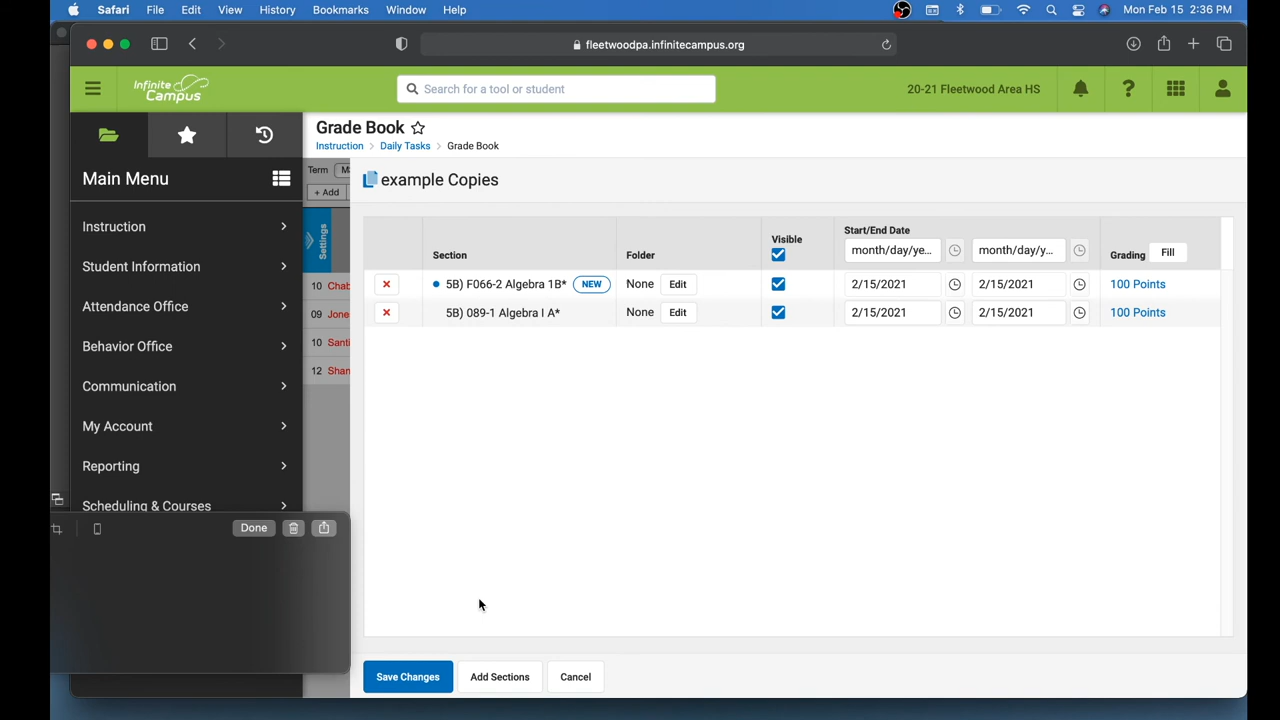 Safari File Edit View History Bookmarks Window Help Mon Feb 15 2:36 PM
fleetwoodpa.infinitecampus.org
Infinite Campus
Search for a tool or student
20-21 Fleetwood Area HS
Grade Book
Instruction > Daily Tasks > Grade Book
Main Menu
Instruction
Student Information
Attendance Office
Behavior Office
Communication
My Account
Reporting
Scheduling & Courses
Done
Term
+ Add
Settings
10 Chab
09 Jone
10 Santi
12 Shan
example Copies
Section Folder Visible Start/End Date Grading Fill
month/day/ye... month/day/y...
5B) F066-2 Algebra 1B* NEW None Edit 2/15/2021 2/15/2021 100 Points
5B) 089-1 Algebra I A* None Edit 2/15/2021 2/15/2021 100 Points
Save Changes Add Sections Cancel